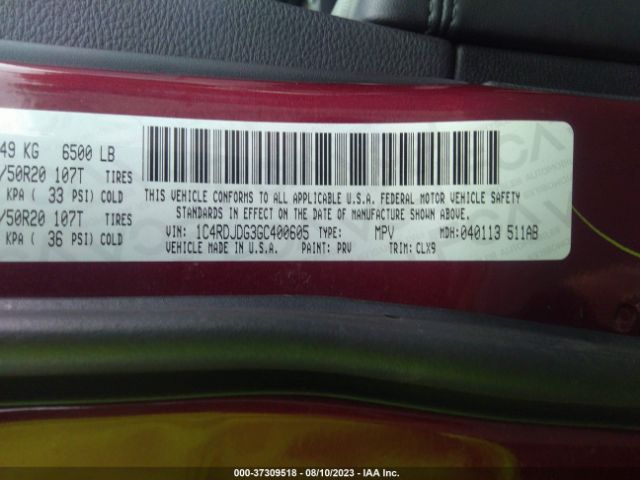 49 KG 6500 LB
/50R20 107T TIRES
KPA ( 33 PSI) COLD
/50R20 107T TIRES
KPA ( 36 PSI) COLD
THIS VEHICLE CONFORMS TO ALL APPLICABLE U.S.A. FEDERAL MOTOR VEHICLE SAFETY
STANDARDS IN EFFECT ON THE DATE OF MANUFACTURE SHOWN ABOVE.
VIN: 1C4RDJDG3GC400605 TYPE: MPV MDH: 040113 511AB
VEHICLE MADE IN U.S.A. PAINT: PRV TRIM: CLX9
000-37309518 - 08/10/2023 - IAA Inc.